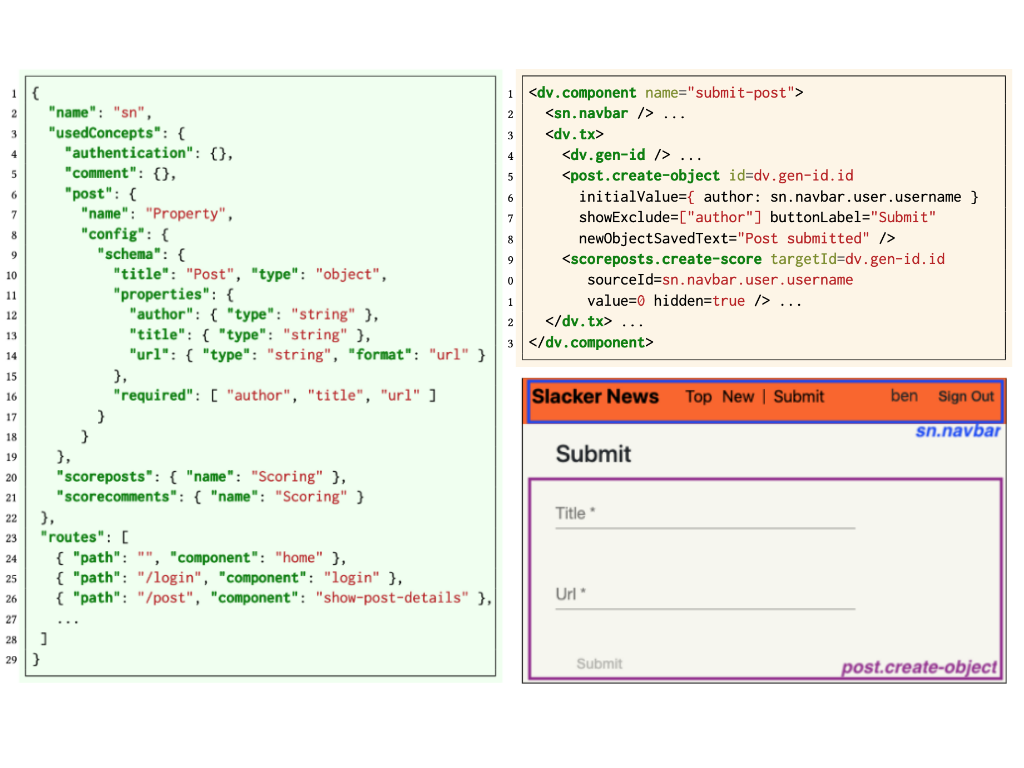 1 {
2 "name": "sn",
3 "usedConcepts": {
4 "authentication": {},
5 "comment": {},
6 "post": {
7 "name": "Property",
8 "config": {
9 "schema": {
10 "title": "Post", "type": "object",
11 "properties": {
12 "author": { "type": "string" },
13 "title": { "type": "string" },
14 "url": { "type": "string", "format": "url" }
15 },
16 "required": [ "author", "title", "url" ]
17 }
18 }
19 },
20 "scoreposts": { "name": "Scoring" },
21 "scorecomments": { "name": "Scoring" }
22 },
23 "routes": [
24 { "path": "", "component": "home" },
25 { "path": "/login", "component": "login" },
26 { "path": "/post", "component": "show-post-details" },
27 ...
28 ]
29 }
1 <dv.component name="submit-post">
2 <sn.navbar /> ...
3 <dv.tx>
4 <dv.gen-id /> ...
5 <post.create-object id=dv.gen-id.id
6 initialValue={ author: sn.navbar.user.username }
7 showExclude=["author"] buttonLabel="Submit"
8 newObjectSavedText="Post submitted" />
9 <scoreposts.create-score targetId=dv.gen-id.id
0 sourceId=sn.navbar.user.username
1 value=0 hidden=true /> ...
2 </dv.tx> ...
3 </dv.component>
Slacker News Top New | Submit ben Sign Out
sn.navbar
Submit
Title *
Url *
Submit
post.create-object